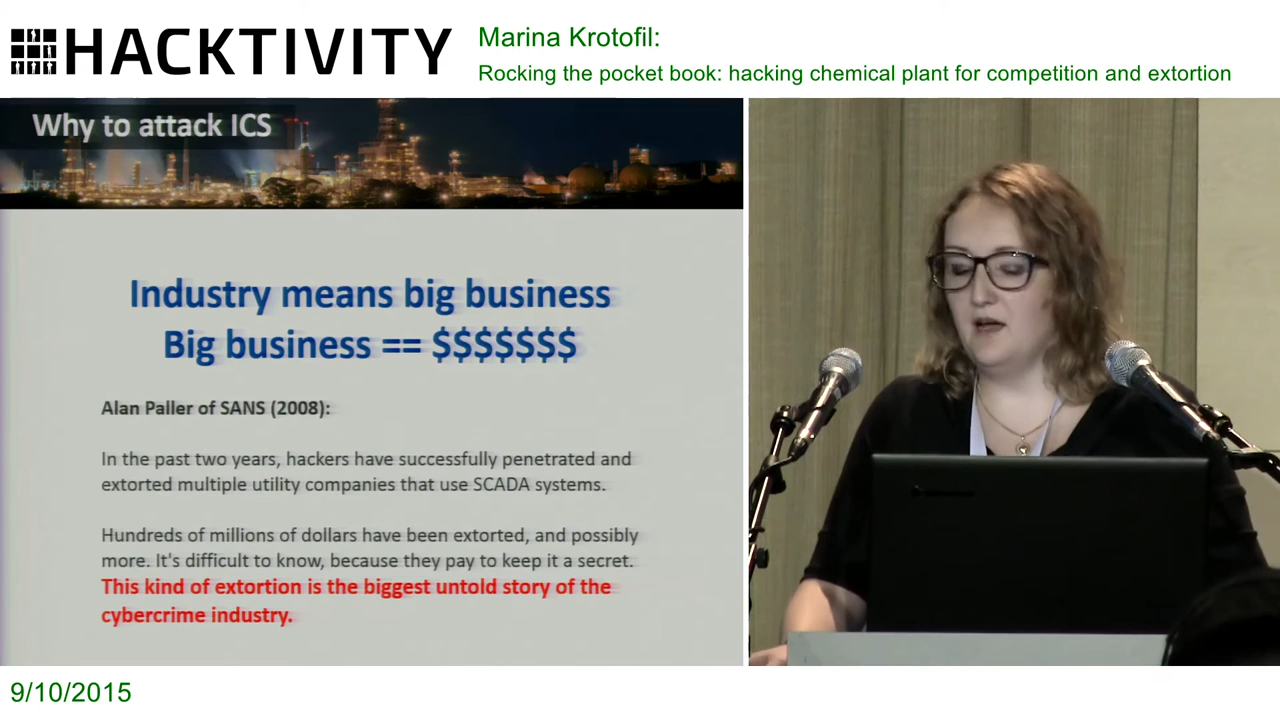 HACKTIVITY
Marina Krotofil:
Rocking the pocket book: hacking chemical plant for competition and extortion
Why to attack ICS
Industry means big business
Big business == $$$$$$$
Alan Paller of SANS (2008):
In the past two years, hackers have successfully penetrated and
extorted multiple utility companies that use SCADA systems.
Hundreds of millions of dollars have been extorted, and possibly
more. It's difficult to know, because they pay to keep it a secret.
This kind of extortion is the biggest untold story of the
cybercrime industry.
9/10/2015